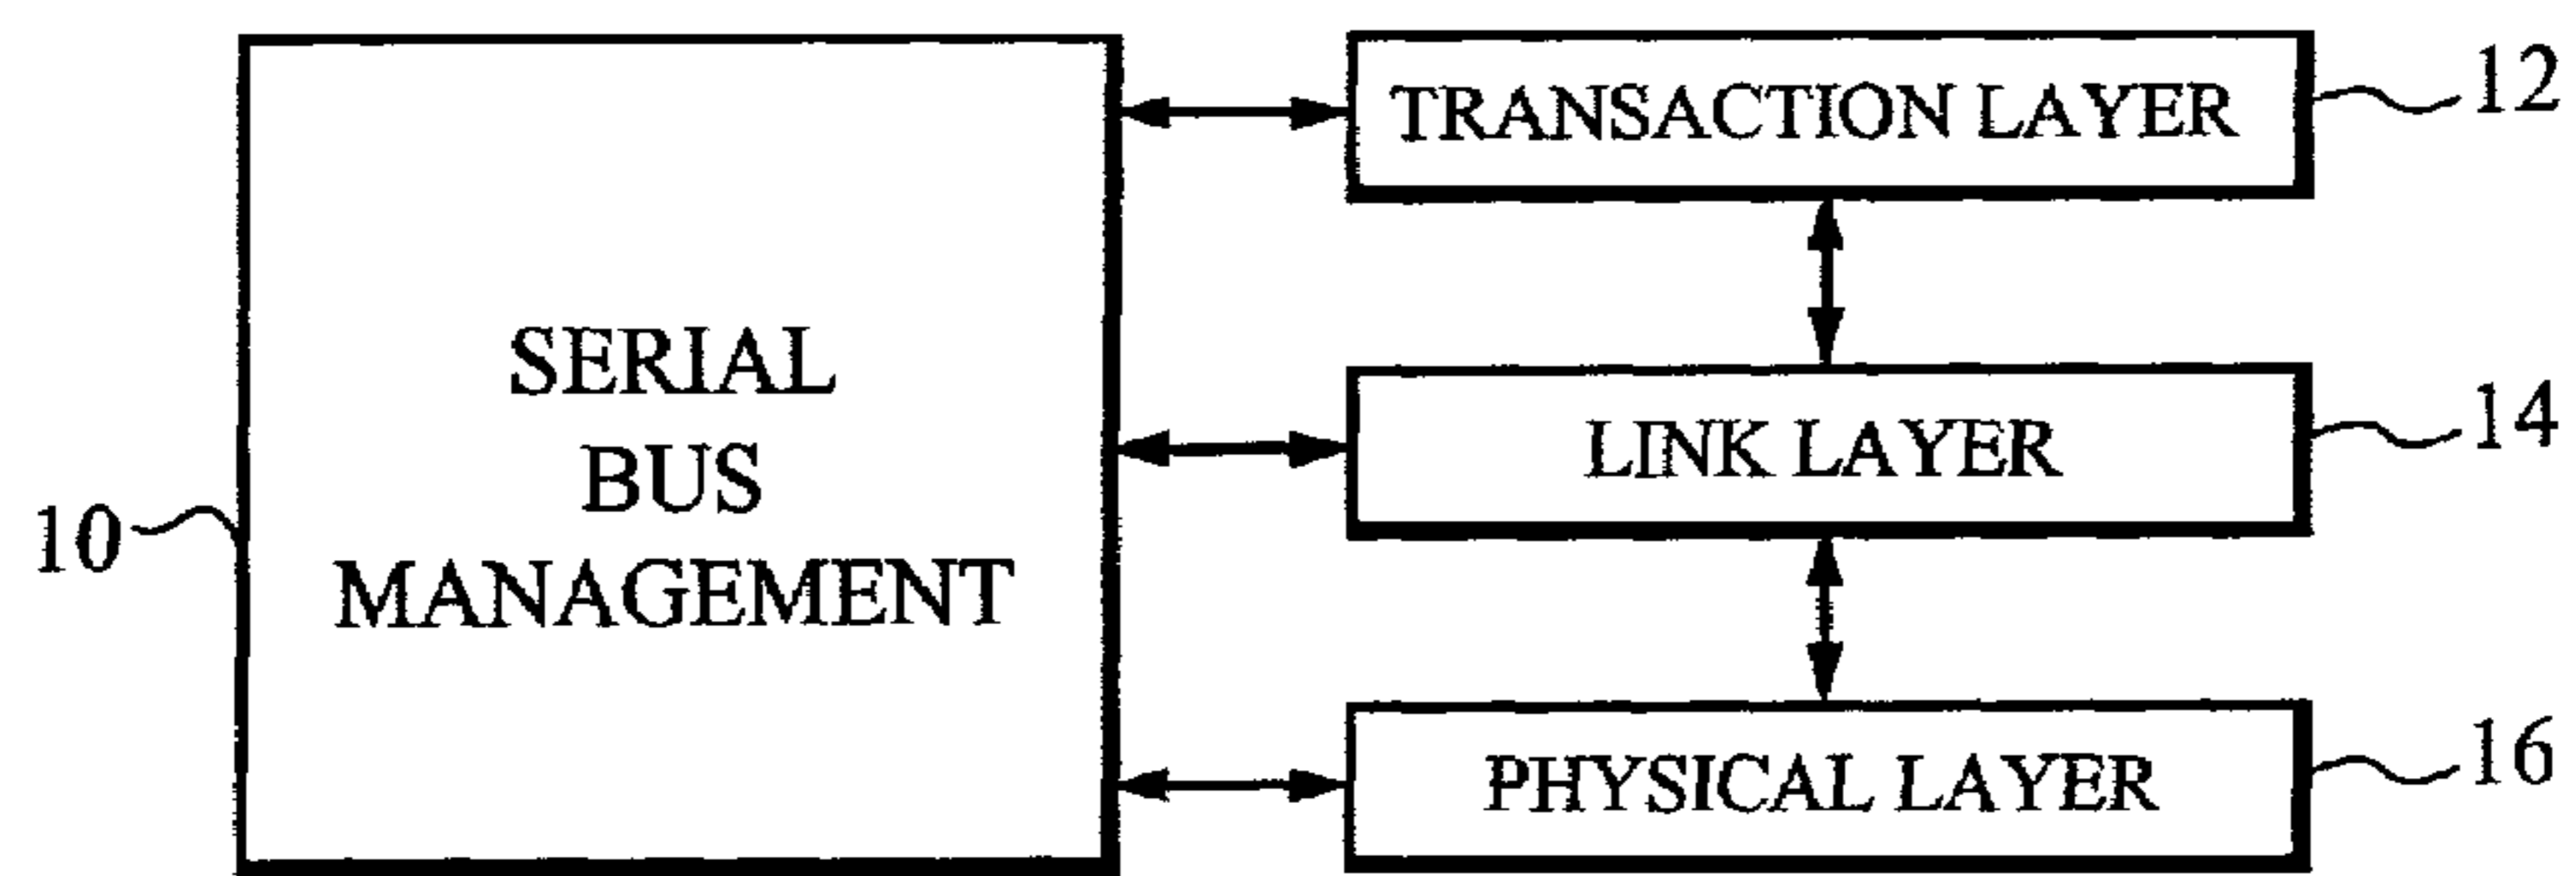 TRANSACTION LAYER
12
SERIAL
BUS
MANAGEMENT
10
LINK LAYER
14
PHYSICAL LAYER
16